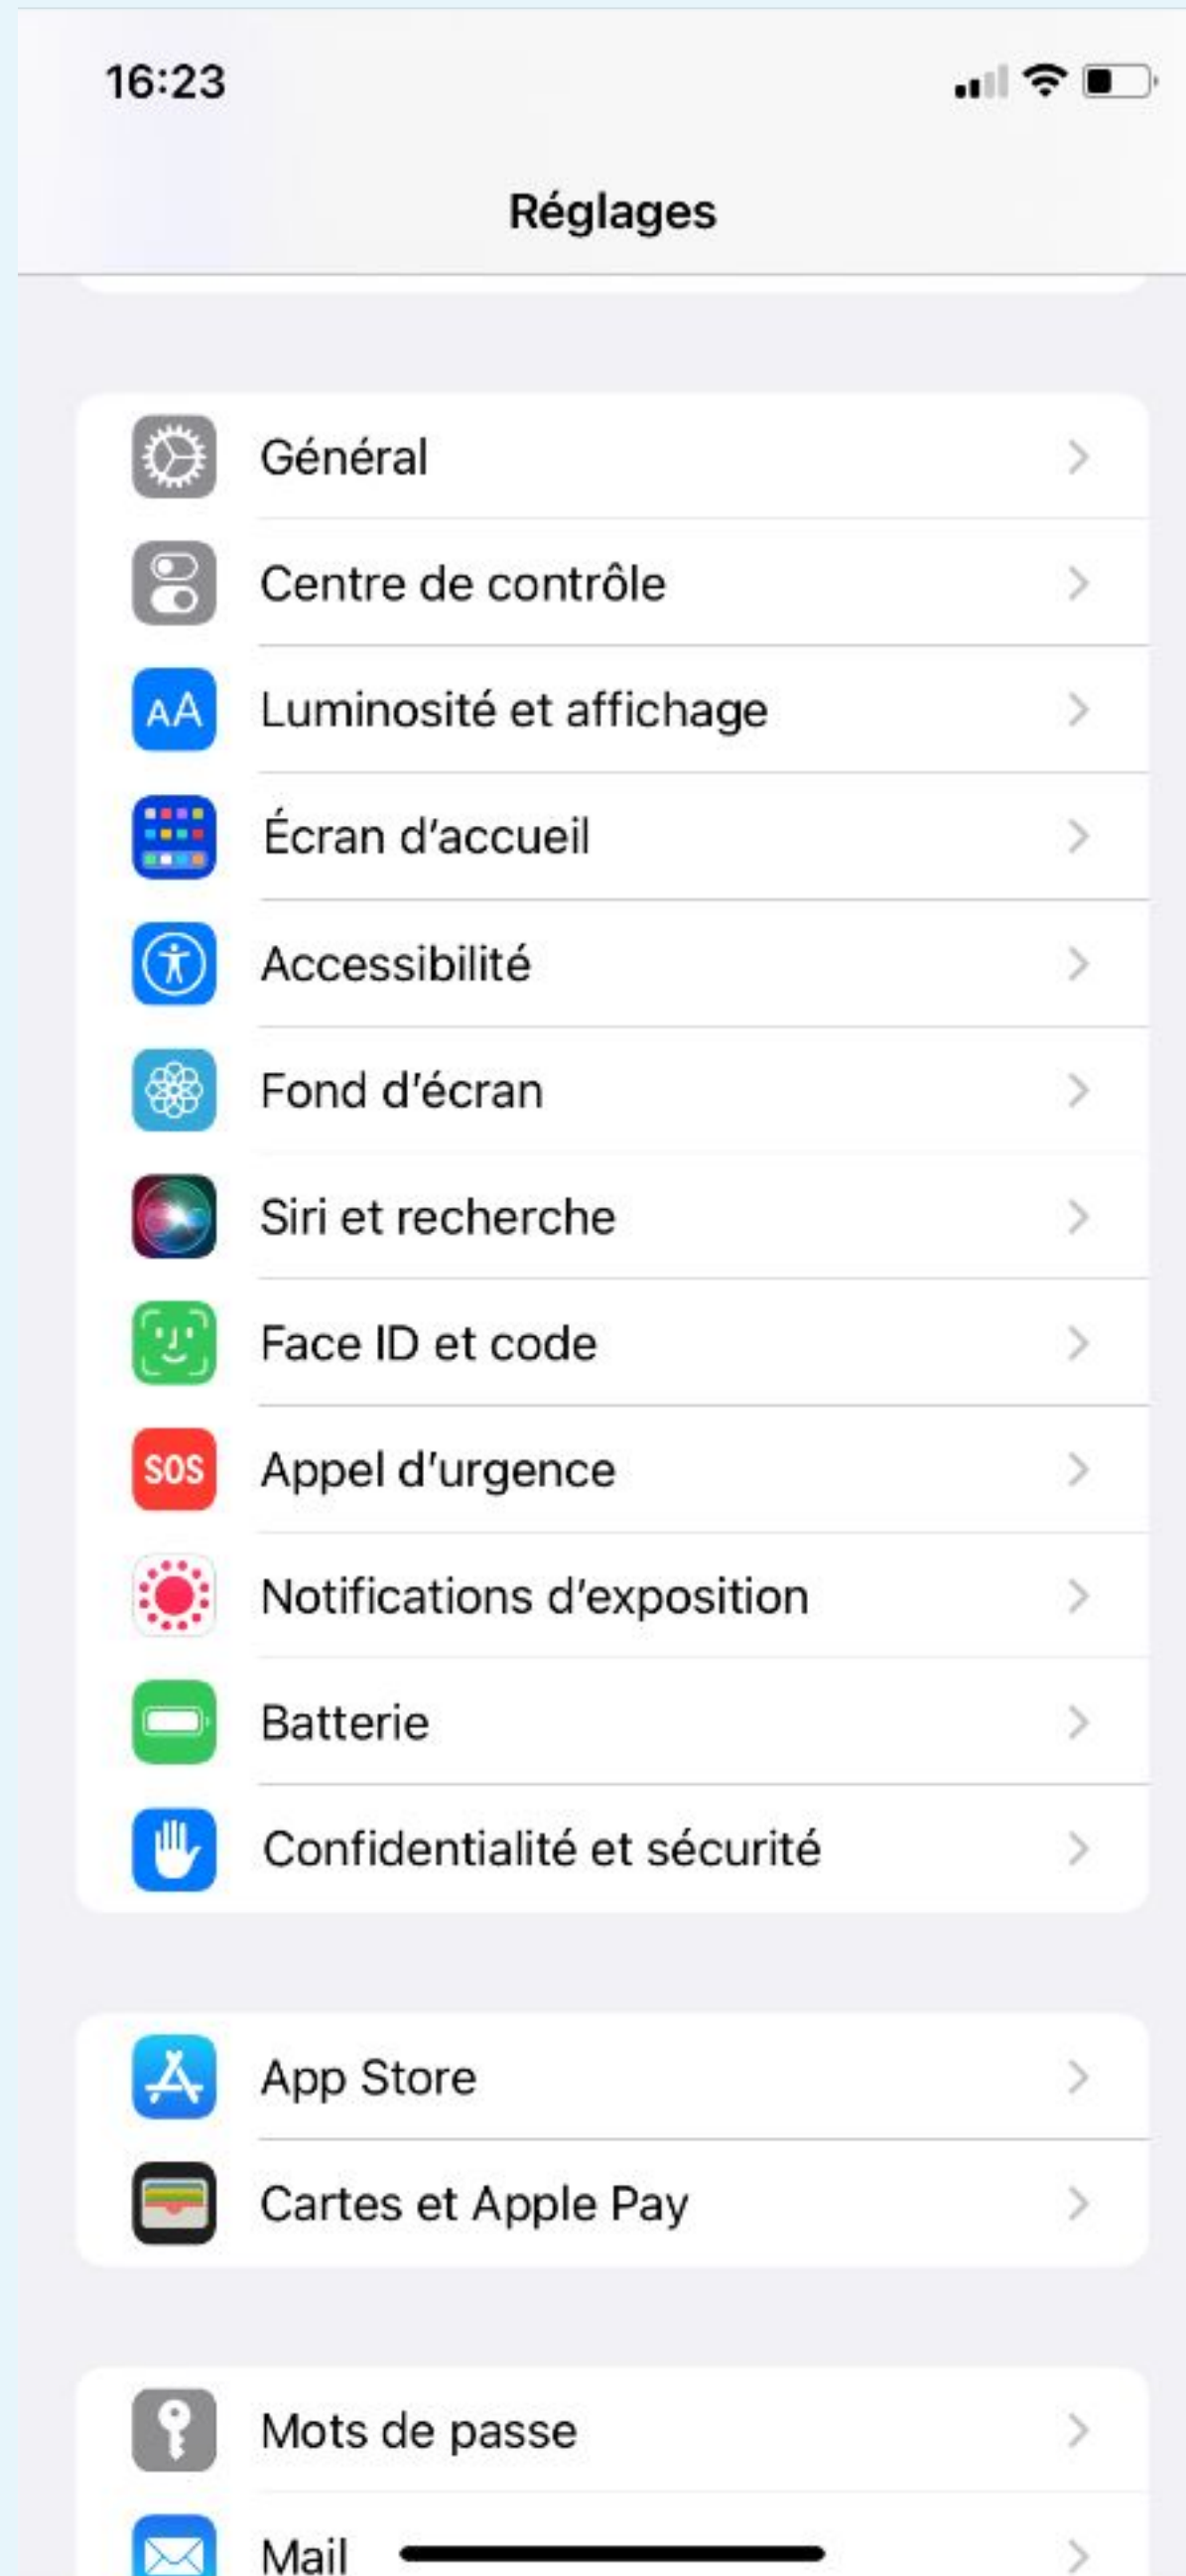 16:23
Réglages
Général
Centre de contrôle
AA Luminosité et affichage
Écran d’accueil
Accessibilité
Fond d’écran
Siri et recherche
Face ID et code
SOS Appel d’urgence
Notifications d’exposition
Batterie
Confidentialité et sécurité
App Store
Cartes et Apple Pay
Mots de passe
Mail